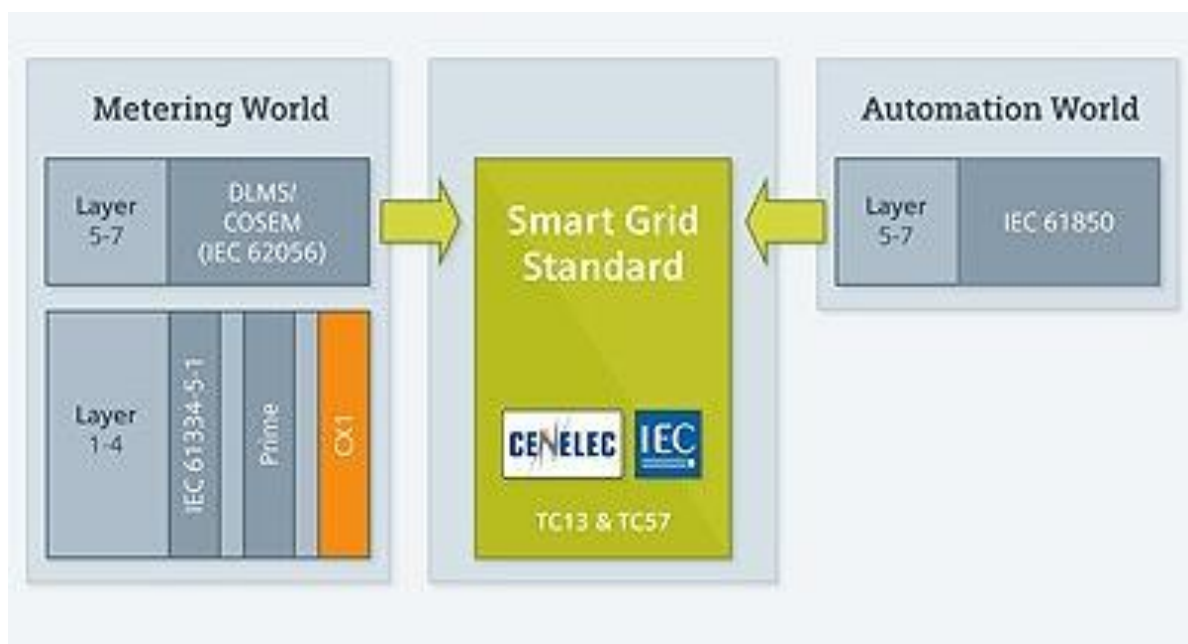 Metering World
Layer
5-7
DLMS/
COSEM
(IEC 62056)
Layer
1-4
IEC 61334-5-1
Prime
CX1
Smart Grid
Standard
CENELEC
IEC
TC13 & TC57
Automation World
Layer
5-7
IEC 61850